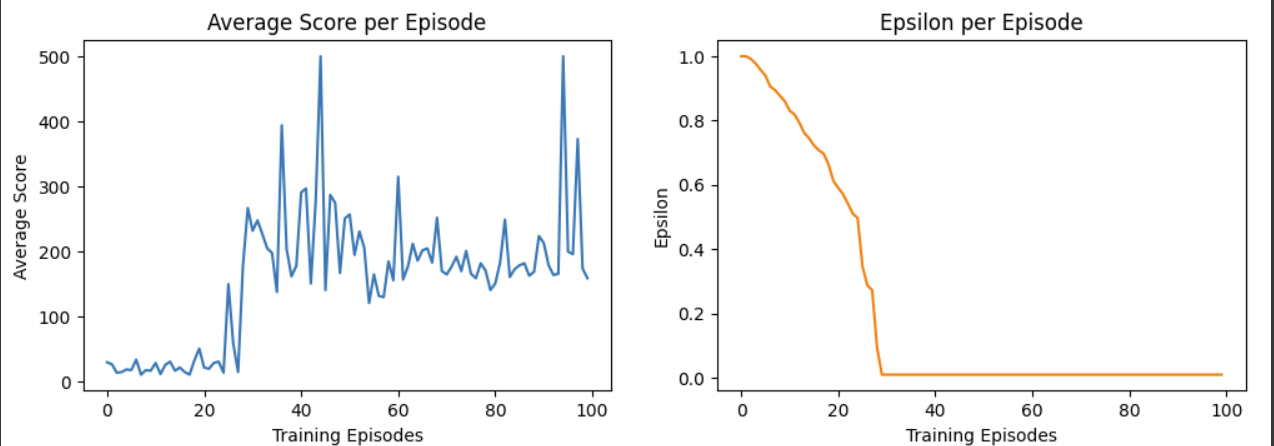 Average Score per Episode
Average Score
500
400
300
200
100
0
0 20 40 60 80 100
Training Episodes
Epsilon per Episode
Epsilon
1.0
0.8
0.6
0.4
0.2
0.0
0 20 40 60 80 100
Training Episodes